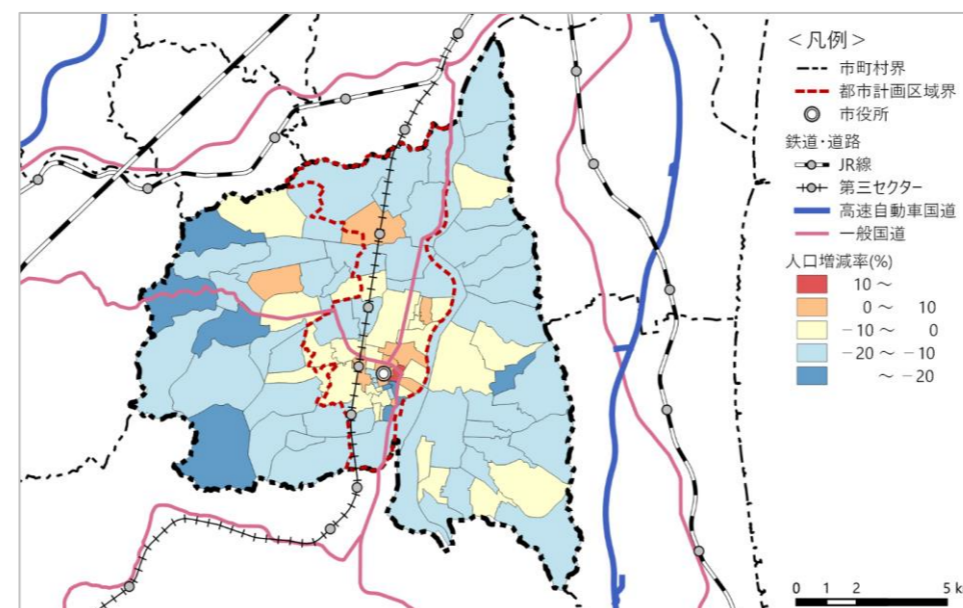 ＜凡例＞
市町村界
都市計画区域界
市役所
鉄道・道路
JR線
第三セクター
高速自動車国道
一般国道
人口増減率(%)
10 ～
0 ～ 10
－10 ～ 0
－20 ～ －10
～ －20
0 1 2 5 k